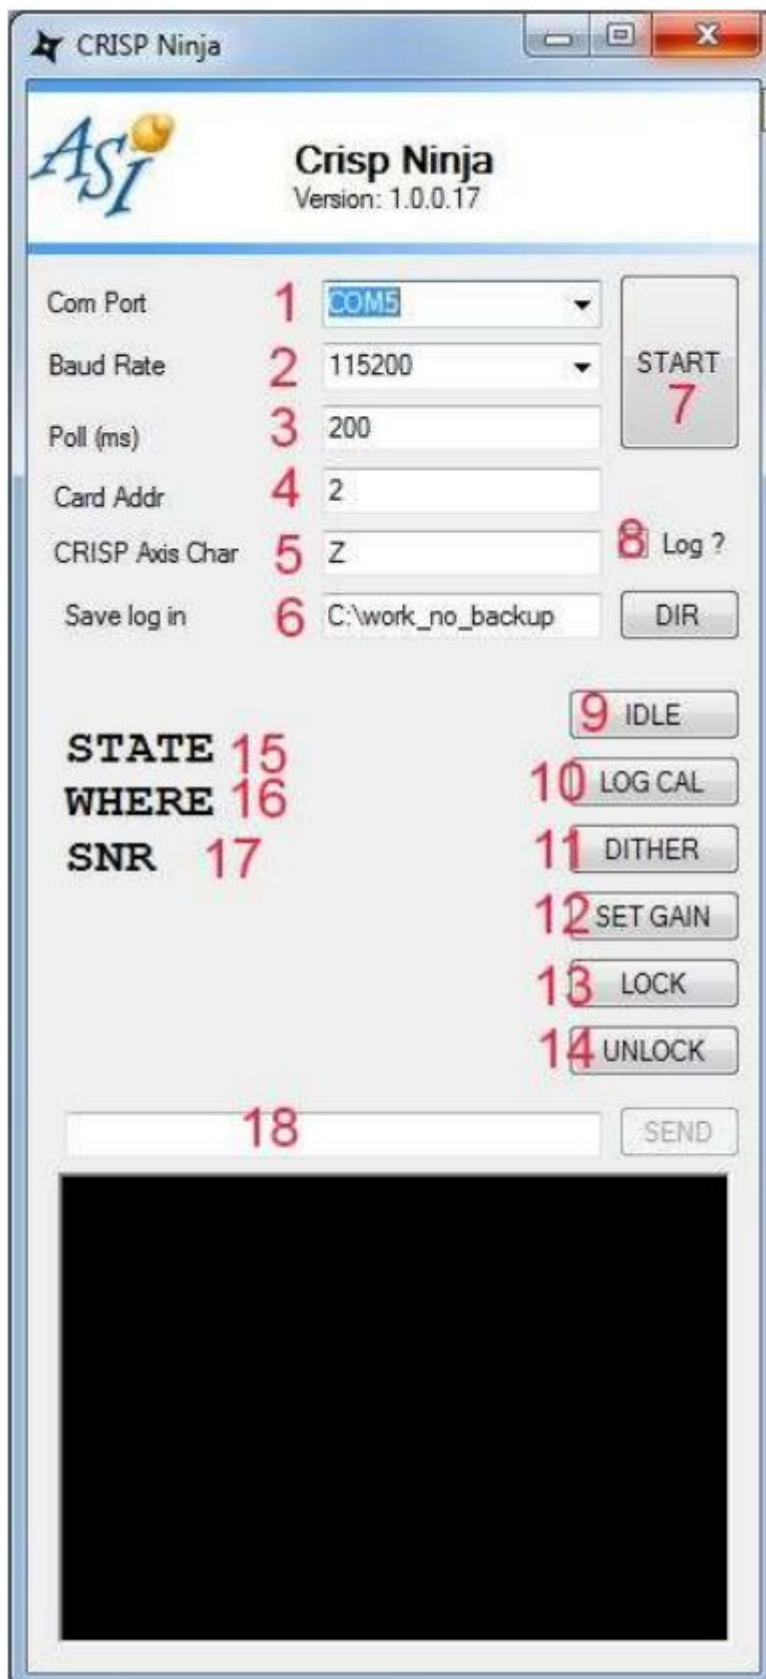 CRISP Ninja
ASI
Crisp Ninja
Version: 1.0.0.17
Com Port 1 COM5
START
7
Baud Rate 2 115200
Poll (ms) 3 200
Card Addr 4 2
CRISP Axis Char 5 Z
8 Log ?
Save log in 6 C:\work_no_backup DIR
9 IDLE
STATE 15
10 LOG CAL
WHERE 16
11 DITHER
SNR 17
12 SET GAIN
13 LOCK
14 UNLOCK
18 SEND